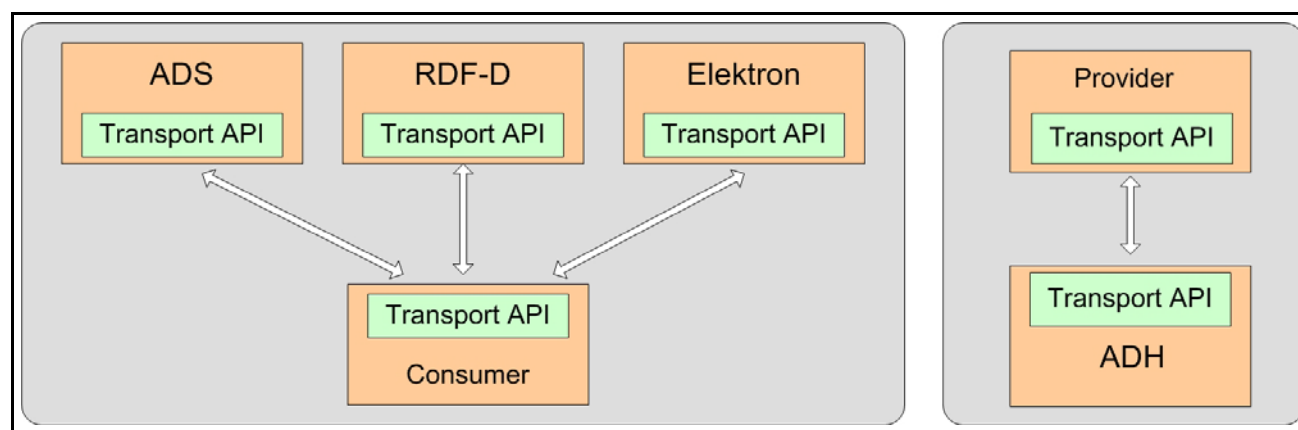 ADS
Transport API
RDF-D
Transport API
Elektron
Transport API
Transport API
Consumer
Provider
Transport API
Transport API
ADH